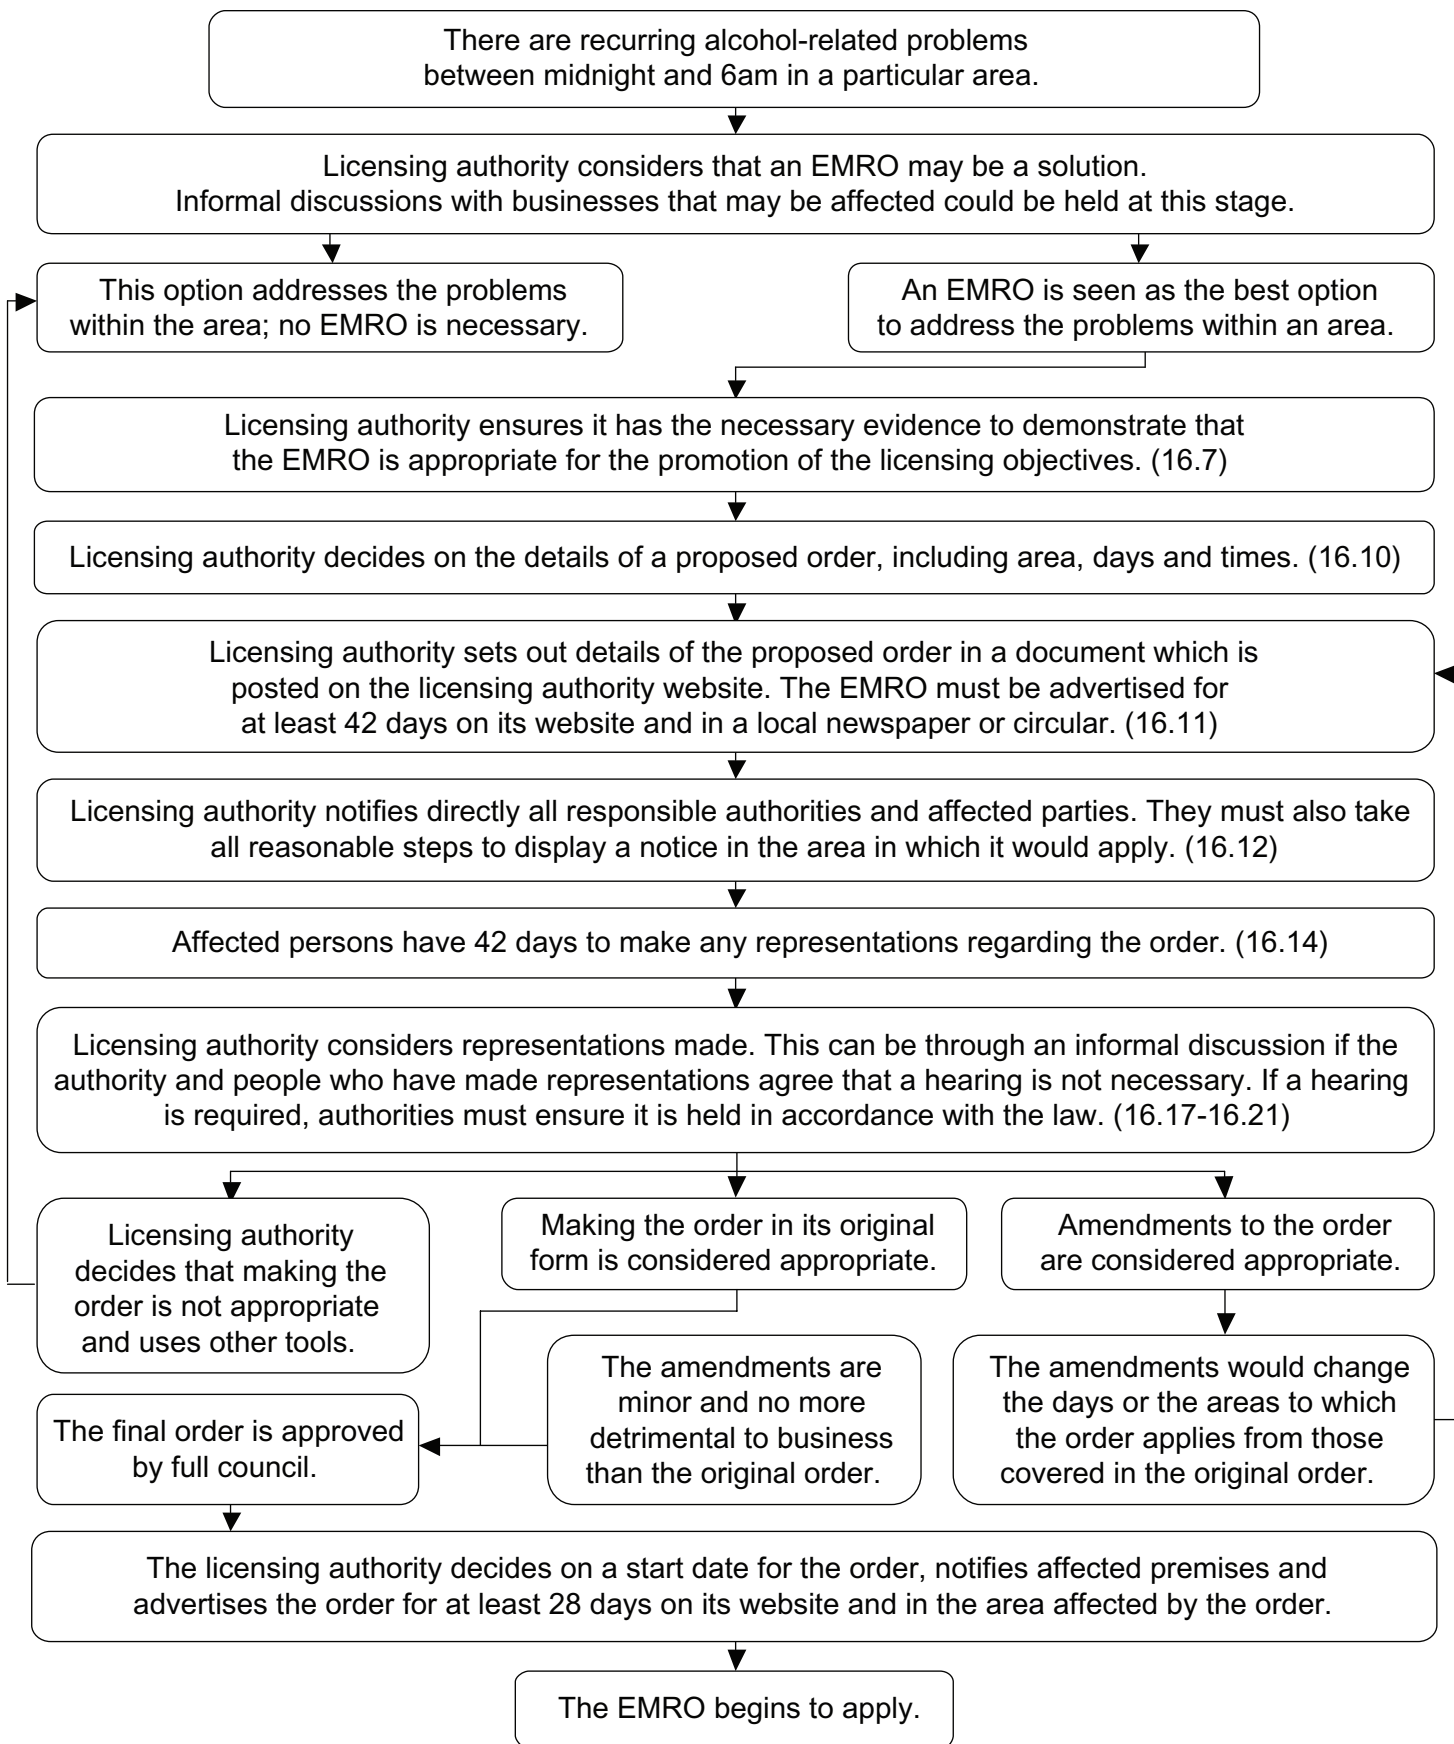 There are recurring alcohol-related problems
between midnight and 6am in a particular area.
Licensing authority considers that an EMRO may be a solution.
Informal discussions with businesses that may be affected could be held at this stage.
This option addresses the problems
within the area; no EMRO is necessary.
An EMRO is seen as the best option
to address the problems within an area.
Licensing authority ensures it has the necessary evidence to demonstrate that
the EMRO is appropriate for the promotion of the licensing objectives. (16.7)
Licensing authority decides on the details of a proposed order, including area, days and times. (16.10)
Licensing authority sets out details of the proposed order in a document which is
posted on the licensing authority website. The EMRO must be advertised for
at least 42 days on its website and in a local newspaper or circular. (16.11)
Licensing authority notifies directly all responsible authorities and affected parties. They must also take
all reasonable steps to display a notice in the area in which it would apply. (16.12)
Affected persons have 42 days to make any representations regarding the order. (16.14)
Licensing authority considers representations made. This can be through an informal discussion if the
authority and people who have made representations agree that a hearing is not necessary. If a hearing
is required, authorities must ensure it is held in accordance with the law. (16.17-16.21)
Licensing authority
decides that making the
order is not appropriate
and uses other tools.
Making the order in its original
form is considered appropriate.
Amendments to the order
are considered appropriate.
The amendments are
minor and no more
detrimental to business
than the original order.
The amendments would change
the days or the areas to which
the order applies from those
covered in the original order.
The final order is approved
by full council.
The licensing authority decides on a start date for the order, notifies affected premises and
advertises the order for at least 28 days on its website and in the area affected by the order.
The EMRO begins to apply.